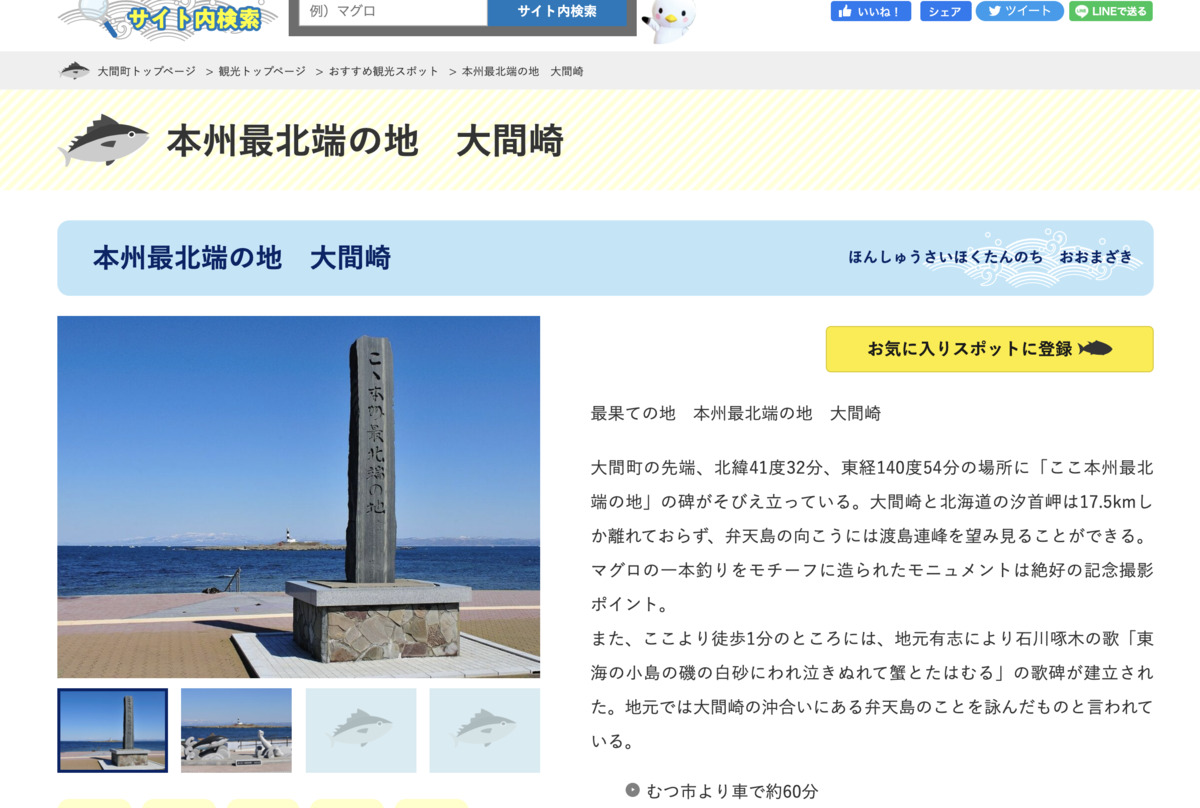 サイト内検索
例）マグロ
サイト内検索
いいね！
シェア
ツイート
LINEで送る
大間町トップページ > 観光トップページ > おすすめ観光スポット > 本州最北端の地　大間崎
本州最北端の地　大間崎
本州最北端の地　大間崎
ほんしゅうさいほくたんのち　おおまざき
こゝ本州最北端の地
お気に入りスポットに登録
最果ての地　本州最北端の地　大間崎
大間町の先端、北緯41度32分、東経140度54分の場所に「ここ本州最北
端の地」の碑がそびえ立っている。大間崎と北海道の汐首岬は17.5kmし
か離れておらず、弁天島の向こうには渡島連峰を望み見ることができる。
マグロの一本釣りをモチーフに造られたモニュメントは絶好の記念撮影
ポイント。
また、ここより徒歩1分のところには、地元有志により石川啄木の歌「東
海の小島の磯の白砂にわれ泣きぬれて蟹とたはむる」の歌碑が建立され
た。地元では大間崎の沖合いにある弁天島のことを詠んだものと言われて
いる。
むつ市より車で約60分